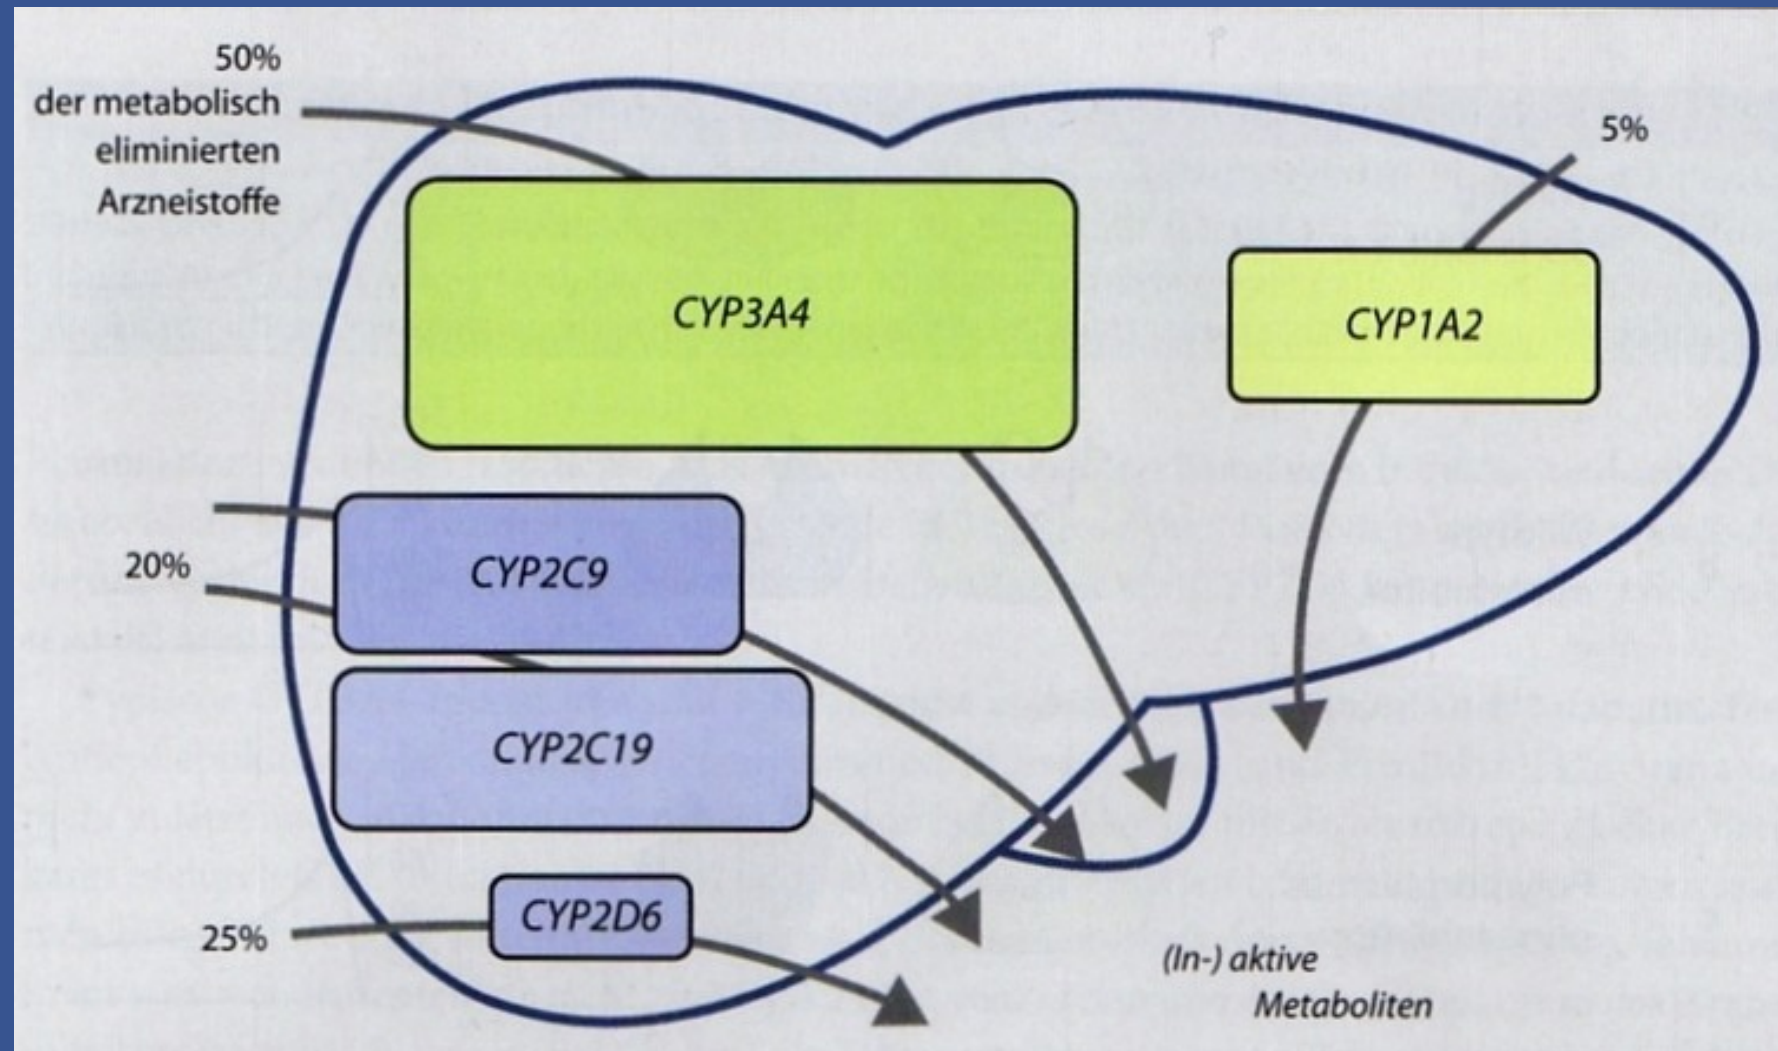 50%
der metabolisch
eliminierten
Arzneistoffe
5%
CYP3A4
CYP1A2
20%
CYP2C9
CYP2C19
25%
CYP2D6
(In-) aktive
Metaboliten